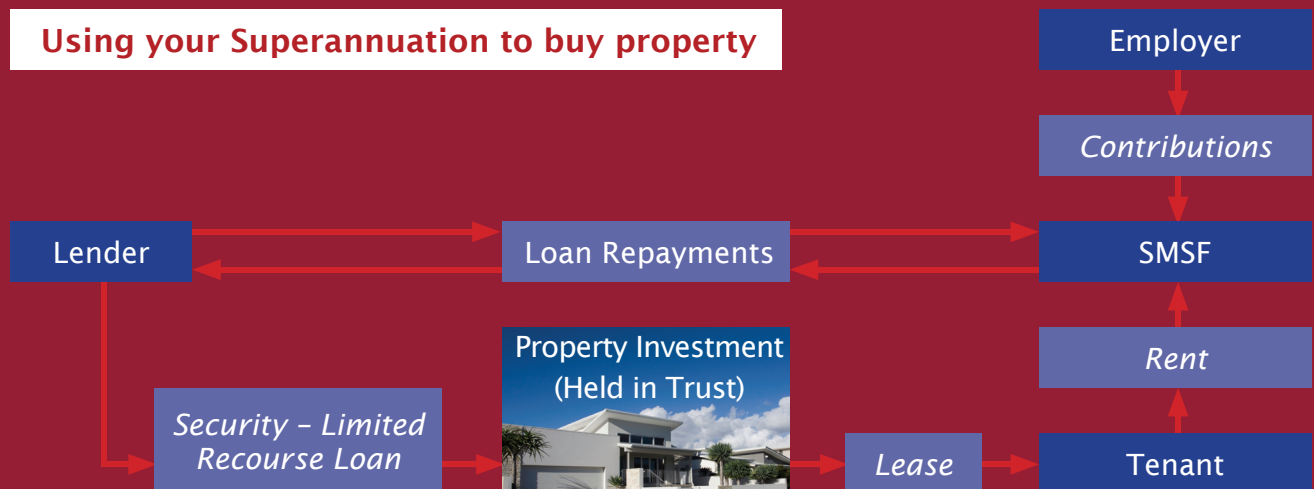 Using your Superannuation to buy property
Employer
Contributions
Lender
Loan Repayments
SMSF
Property Investment
(Held in Trust)
Rent
Security – Limited
Recourse Loan
Lease
Tenant